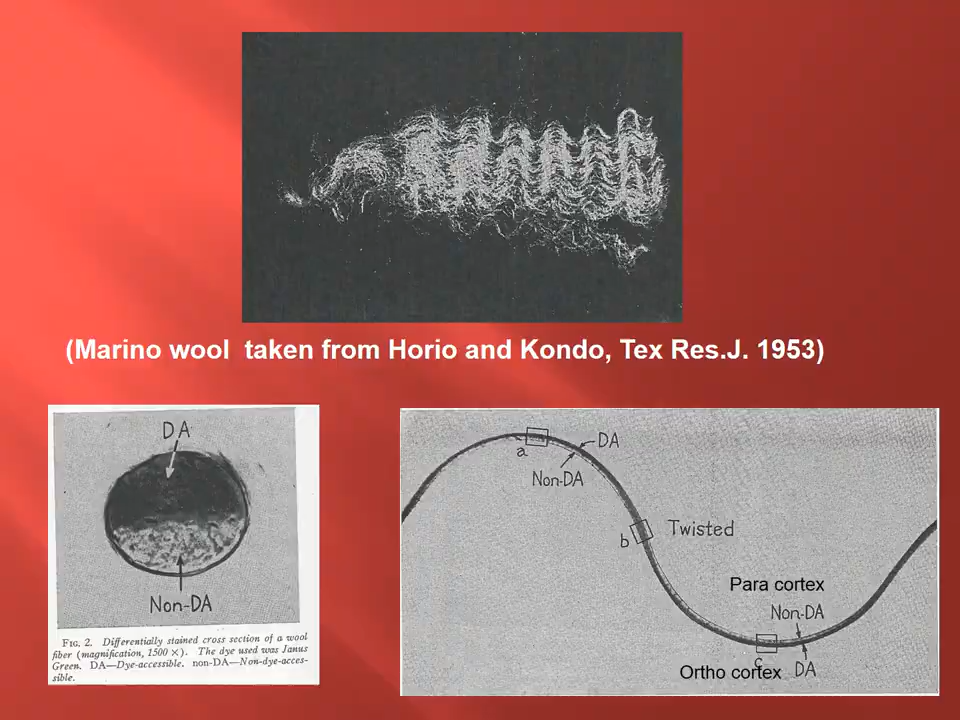 (Marino wool taken from Horio and Kondo, Tex Res.J. 1953)
DA
Non-DA
FIG. 2. Differentially stained cross section of a wool
fiber (magnification, 1500 ×). The dye used was Janus
Green. DA—Dye-accessible. non-DA—Non-dye-acces-
sible.
a
DA
Non-DA
b
Twisted
Para cortex
Non-DA
c
Ortho cortex
DA